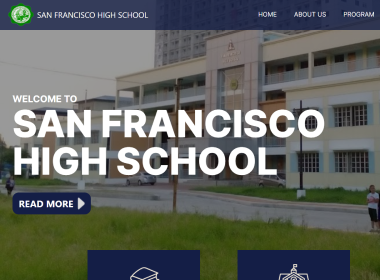 SAN FRANCISCO HIGH SCHOOL
HOME ABOUT US PROGRAM
WELCOME TO
SAN FRANCISCO
HIGH SCHOOL
READ MORE